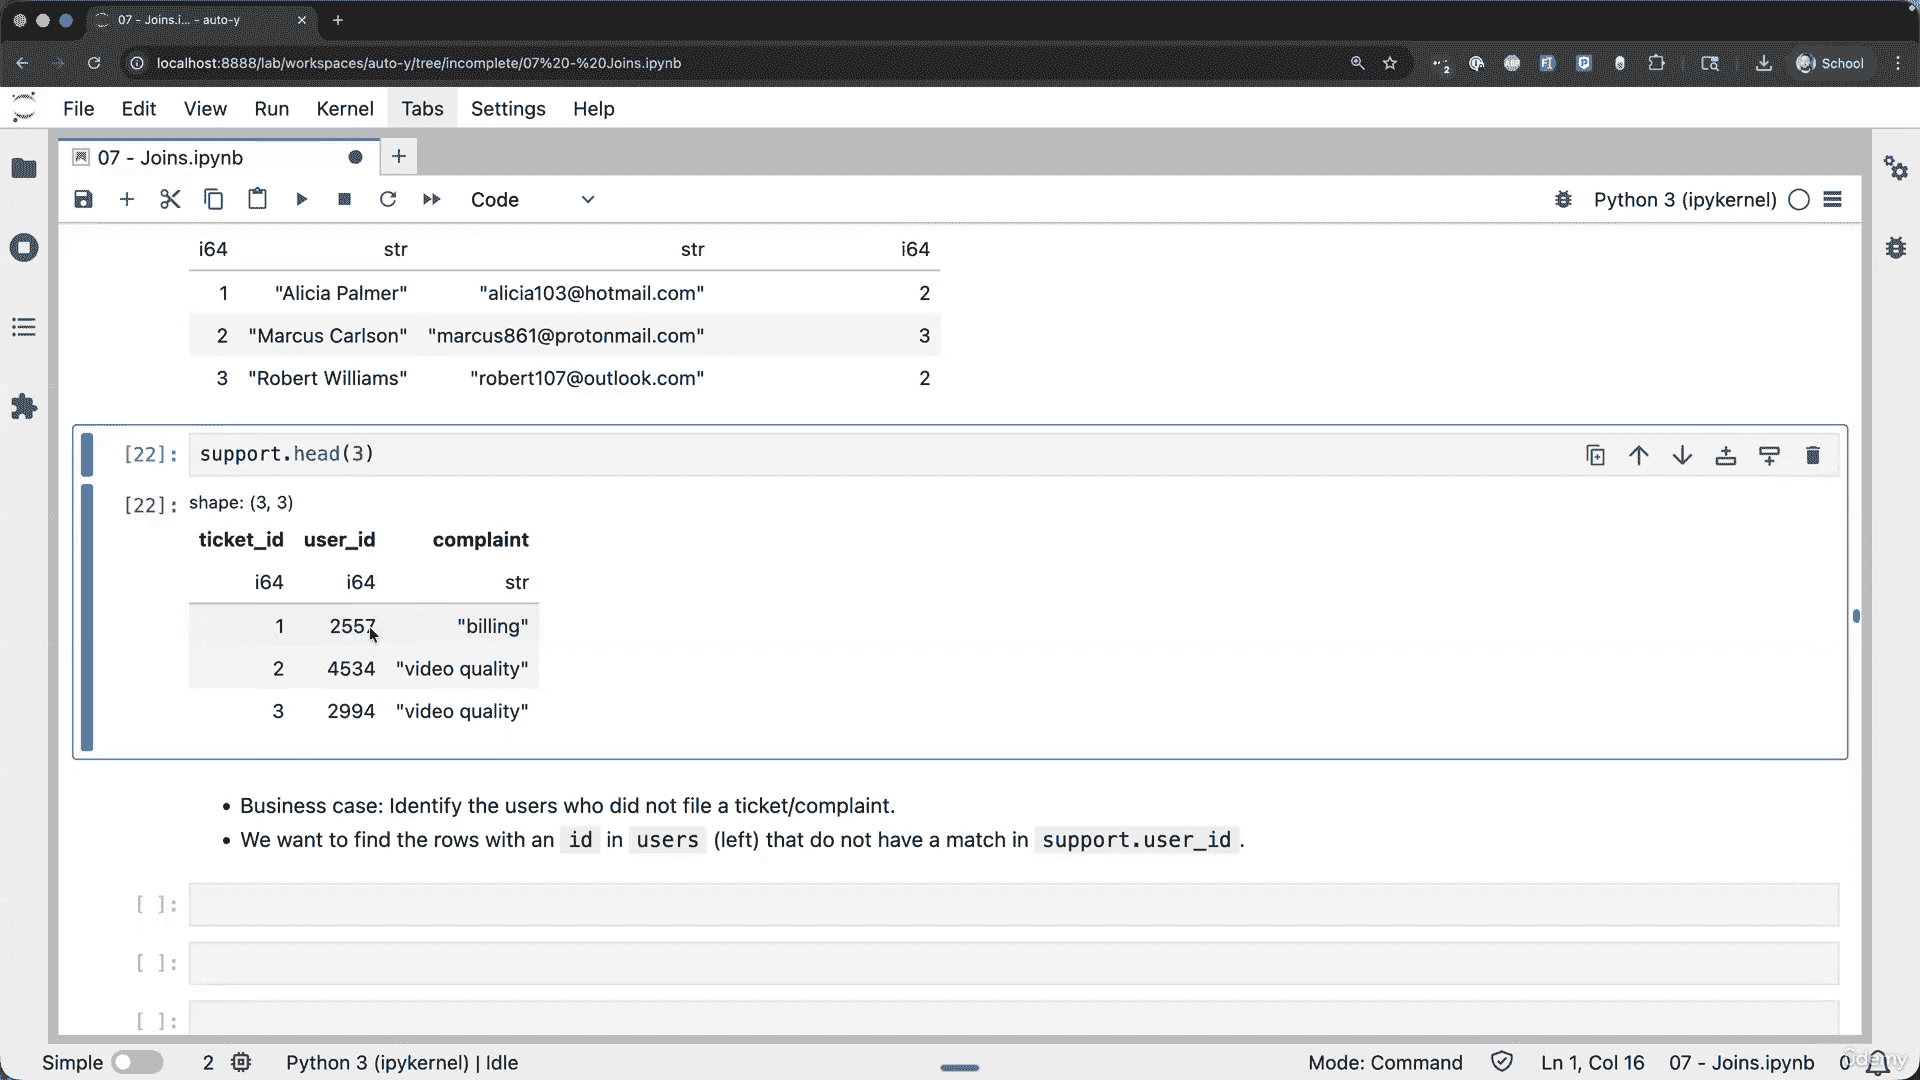 07 - Joins.i... - auto-y
localhost:8888/lab/workspaces/auto-y/tree/incomplete/07%20-%20Joins.ipynb
2
School
File Edit View Run Kernel Tabs Settings Help
07 - Joins.ipynb
Code
Python 3 (ipykernel)
i64 str str i64
1 "Alicia Palmer" "alicia103@hotmail.com" 2
2 "Marcus Carlson" "marcus861@protonmail.com" 3
3 "Robert Williams" "robert107@outlook.com" 2
[22]: support.head(3)
[22]: shape: (3, 3)
ticket_id user_id complaint
i64 i64 str
1 2557 "billing"
2 4534 "video quality"
3 2994 "video quality"
• Business case: Identify the users who did not file a ticket/complaint.
• We want to find the rows with an id in users (left) that do not have a match in support.user_id.
[ ]:
[ ]:
[ ]:
Simple 2 Python 3 (ipykernel) | Idle Mode: Command Ln 1, Col 16 07 - Joins.ipynb 0
Udemy